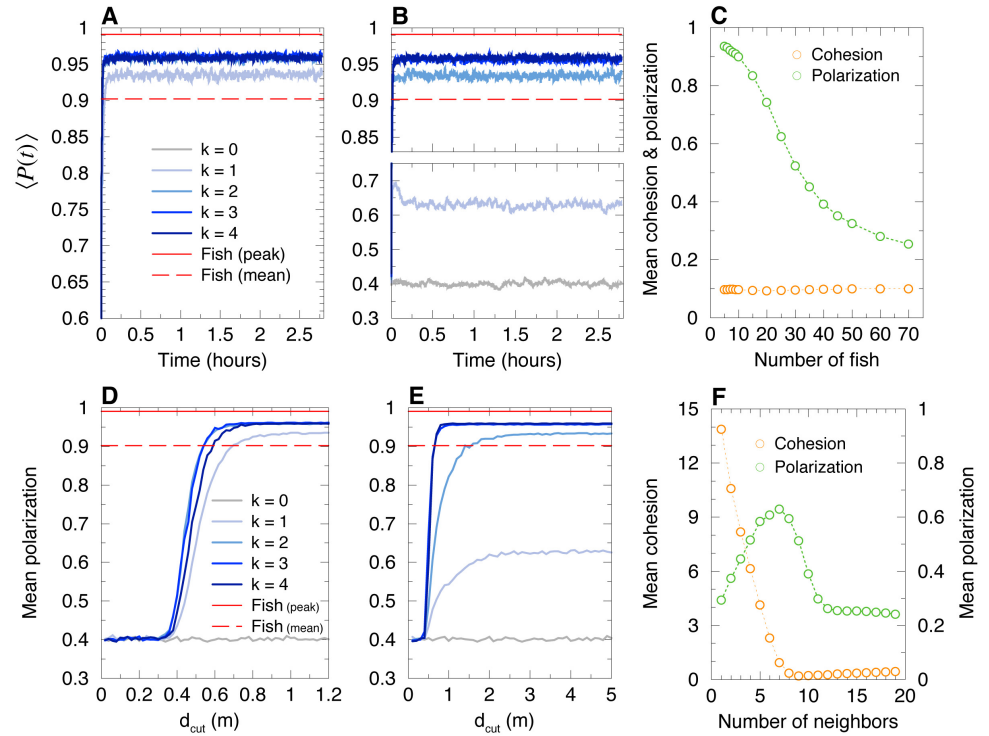 A
B
C
1
0.95
0.9
0.85
0.8
0.75
0.7
0.65
0.6
⟨P(t)⟩
k = 0
k = 1
k = 2
k = 3
k = 4
Fish (peak)
Fish (mean)
0 0.5 1 1.5 2 2.5
Time (hours)
1
0.95
0.9
0.85
0.7
0.6
0.5
0.4
0.3
0 0.5 1 1.5 2 2.5
Time (hours)
Mean cohesion & polarization
1
0.8
0.6
0.4
0.2
0
Cohesion
Polarization
0 10 20 30 40 50 60 70
Number of fish
D
E
F
Mean polarization
1
0.9
0.8
0.7
0.6
0.5
0.4
0.3
k = 0
k = 1
k = 2
k = 3
k = 4
Fish (peak)
Fish (mean)
0 0.2 0.4 0.6 0.8 1 1.2
dcut (m)
1
0.9
0.8
0.7
0.6
0.5
0.4
0.3
0 1 2 3 4 5
dcut (m)
Mean cohesion
15
12
9
6
3
0
Cohesion
Polarization
1
0.8
0.6
0.4
0.2
0
Mean polarization
0 5 10 15 20
Number of neighbors